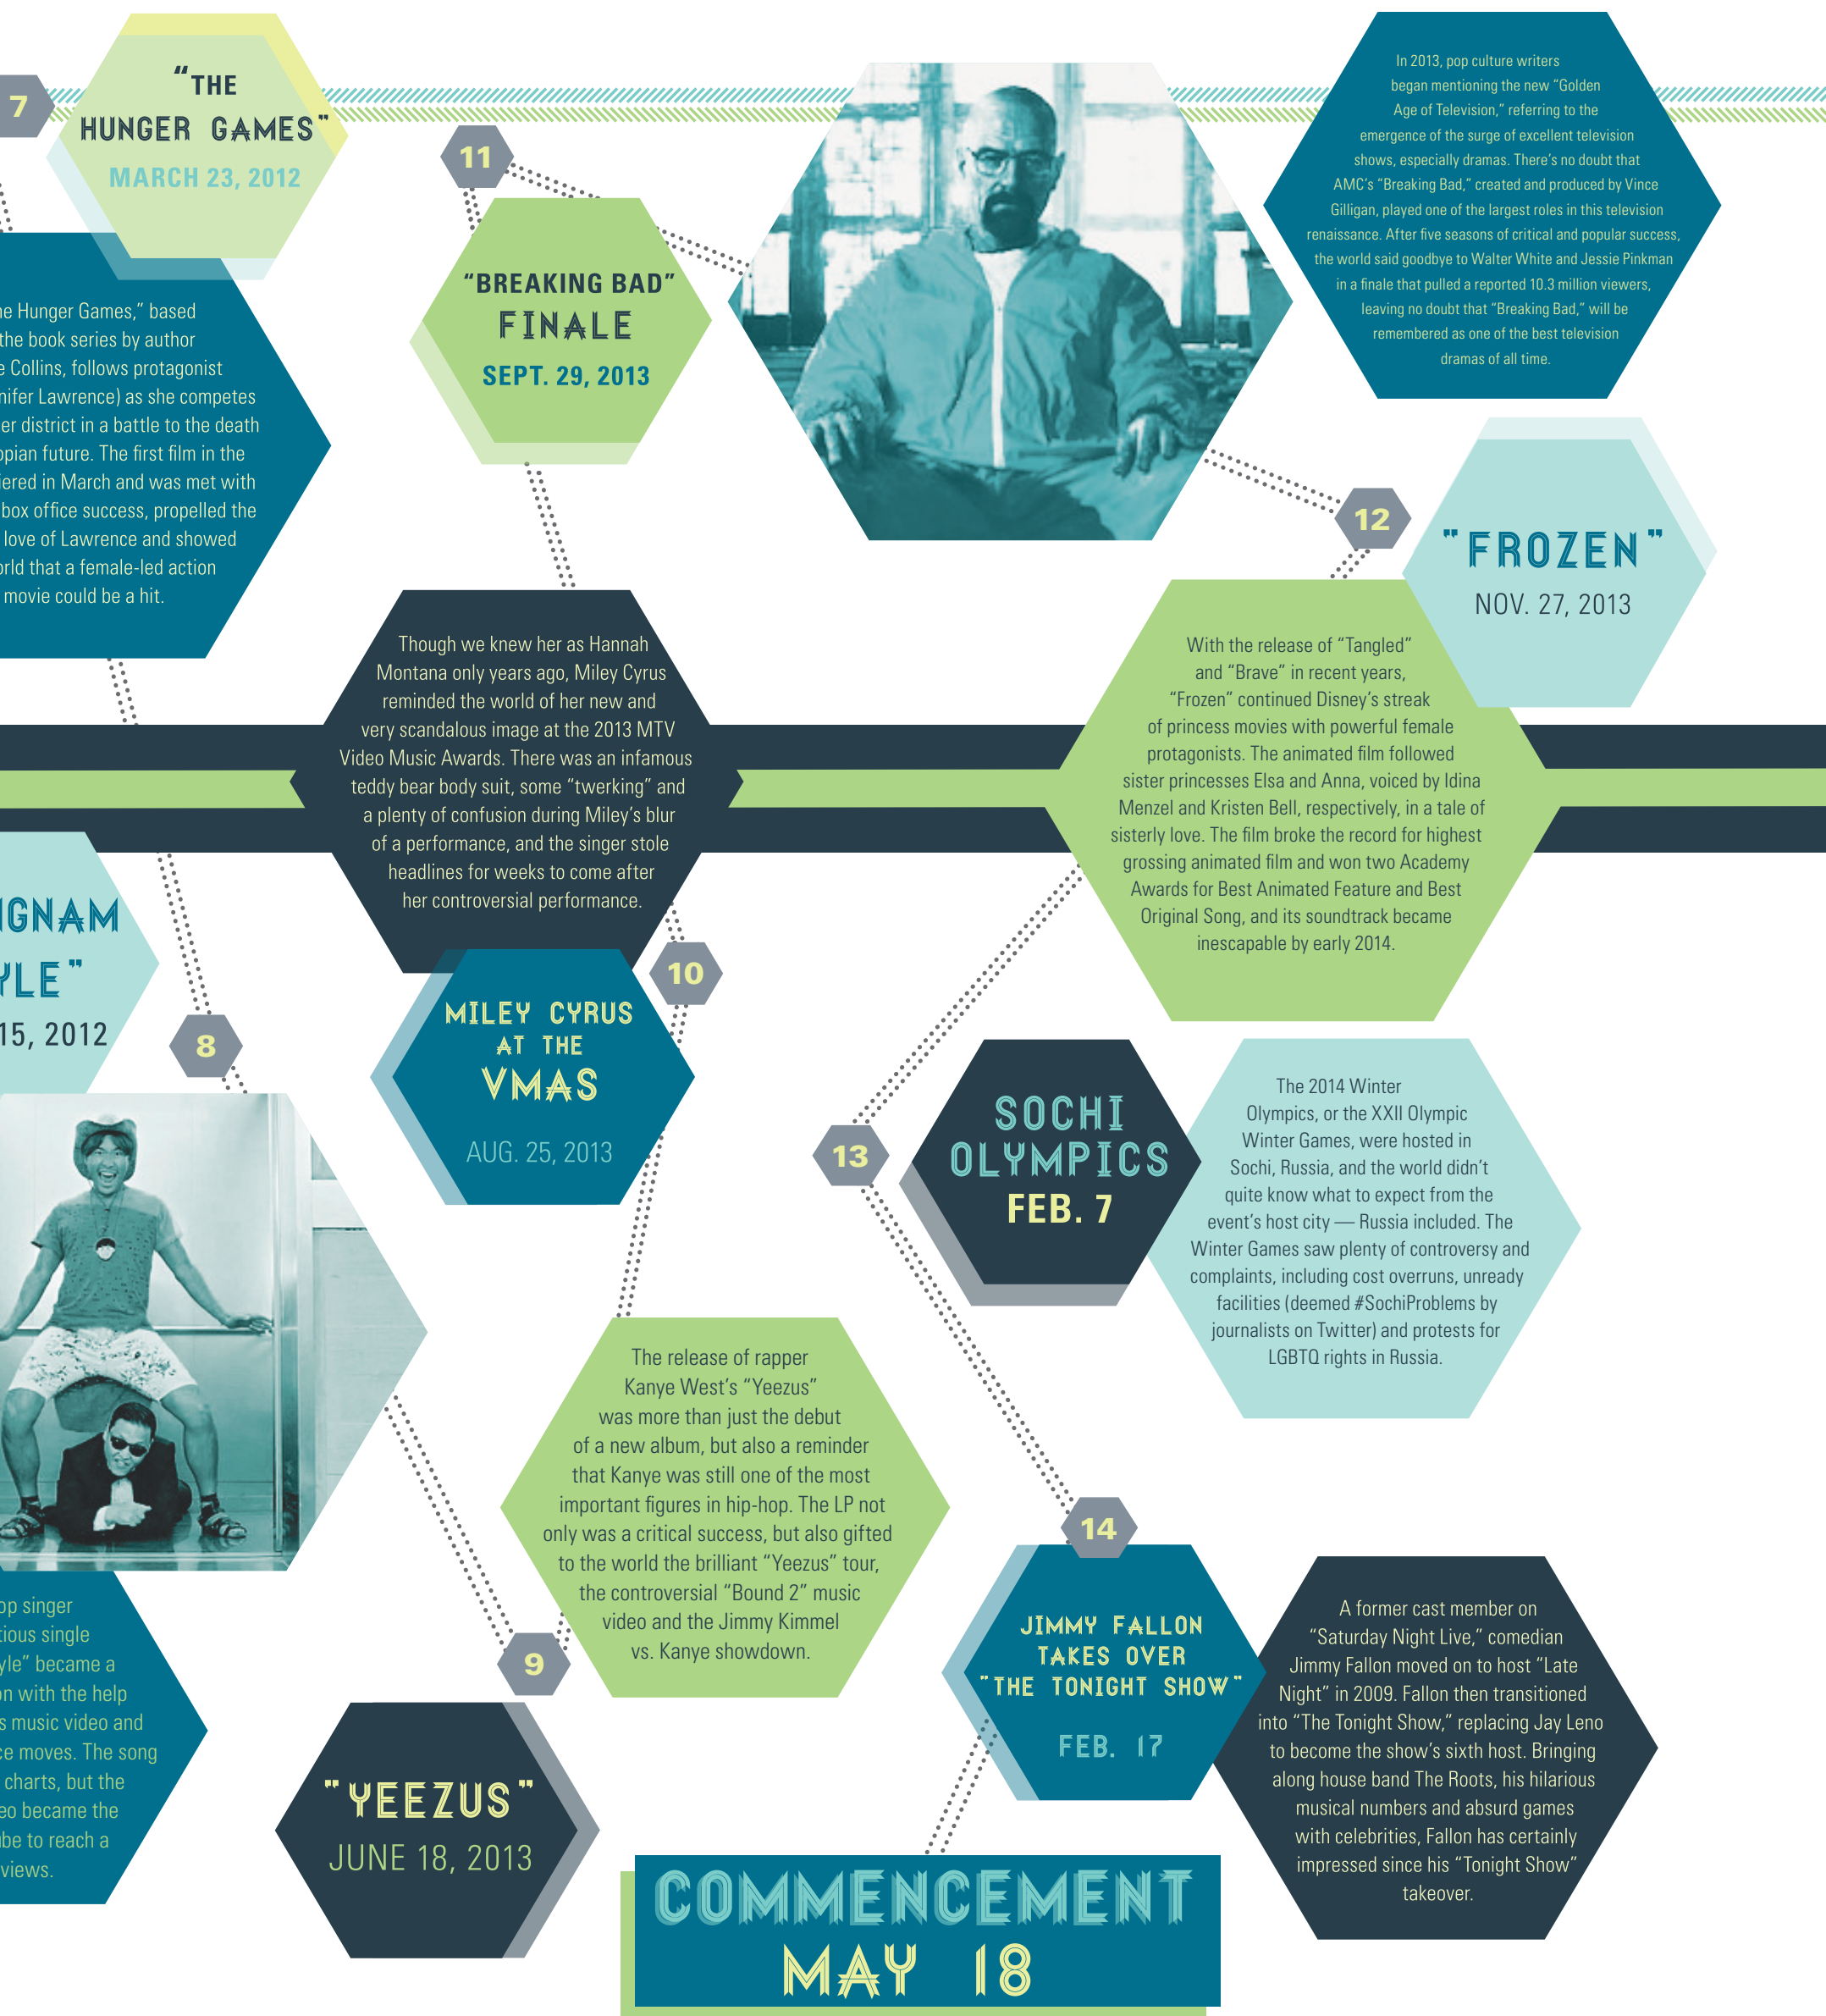 7
“THE
HUNGER GAMES”
MARCH 23, 2012
Hunger Games,” based
the book series by author
Collins, follows protagonist
Lawrence) as she competes
district in a battle to the death
future. The first film in the
in March and was met with
box office success, propelled the
love of Lawrence and showed
that a female-led action
movie could be a hit.
15, 2012
8
singer
single
became a
with the help
music video and
moves. The song
charts, but the
became the
to reach a
views.
9
"YEEZUS"
JUNE 18, 2013
The release of rapper
Kanye West’s “Yeezus”
was more than just the debut
of a new album, but also a reminder
that Kanye was still one of the most
important figures in hip-hop. The LP not
only was a critical success, but also gifted
to the world the brilliant “Yeezus” tour,
the controversial “Bound 2” music
video and the Jimmy Kimmel
vs. Kanye showdown.
10
MILEY CYRUS
AT THE
VMAS
AUG. 25, 2013
Though we knew her as Hannah
Montana only years ago, Miley Cyrus
reminded the world of her new and
very scandalous image at the 2013 MTV
Video Music Awards. There was an infamous
teddy bear body suit, some “twerking” and
a plenty of confusion during Miley’s blur
of a performance, and the singer stole
headlines for weeks to come after
her controversial performance.
11
“BREAKING BAD”
FINALE
SEPT. 29, 2013
In 2013, pop culture writers
began mentioning the new “Golden
Age of Television,” referring to the
emergence of the surge of excellent television
shows, especially dramas. There’s no doubt that
AMC’s “Breaking Bad,” created and produced by Vince
Gilligan, played one of the largest roles in this television
renaissance. After five seasons of critical and popular success,
the world said goodbye to Walter White and Jessie Pinkman
in a finale that pulled a reported 10.3 million viewers,
leaving no doubt that “Breaking Bad,” will be
remembered as one of the best television
dramas of all time.
12
"FROZEN"
NOV. 27, 2013
With the release of “Tangled”
and “Brave” in recent years,
“Frozen” continued Disney’s streak
of princess movies with powerful female
protagonists. The animated film followed
sister princesses Elsa and Anna, voiced by Idina
Menzel and Kristen Bell, respectively, in a tale of
sisterly love. The film broke the record for highest
grossing animated film and won two Academy
Awards for Best Animated Feature and Best
Original Song, and its soundtrack became
inescapable by early 2014.
13
SOCHI
OLYMPICS
FEB. 7
The 2014 Winter
Olympics, or the XXII Olympic
Winter Games, were hosted in
Sochi, Russia, and the world didn’t
quite know what to expect from the
event’s host city — Russia included. The
Winter Games saw plenty of controversy and
complaints, including cost overruns, unready
facilities (deemed #SochiProblems by
journalists on Twitter) and protests for
LGBTQ rights in Russia.
14
JIMMY FALLON
TAKES OVER
"THE TONIGHT SHOW"
FEB. 17
A former cast member on
“Saturday Night Live,” comedian
Jimmy Fallon moved on to host “Late
Night” in 2009. Fallon then transitioned
into “The Tonight Show,” replacing Jay Leno
to become the show’s sixth host. Bringing
along house band The Roots, his hilarious
musical numbers and absurd games
with celebrities, Fallon has certainly
impressed since his “Tonight Show”
takeover.
COMMENCEMENT
MAY 18